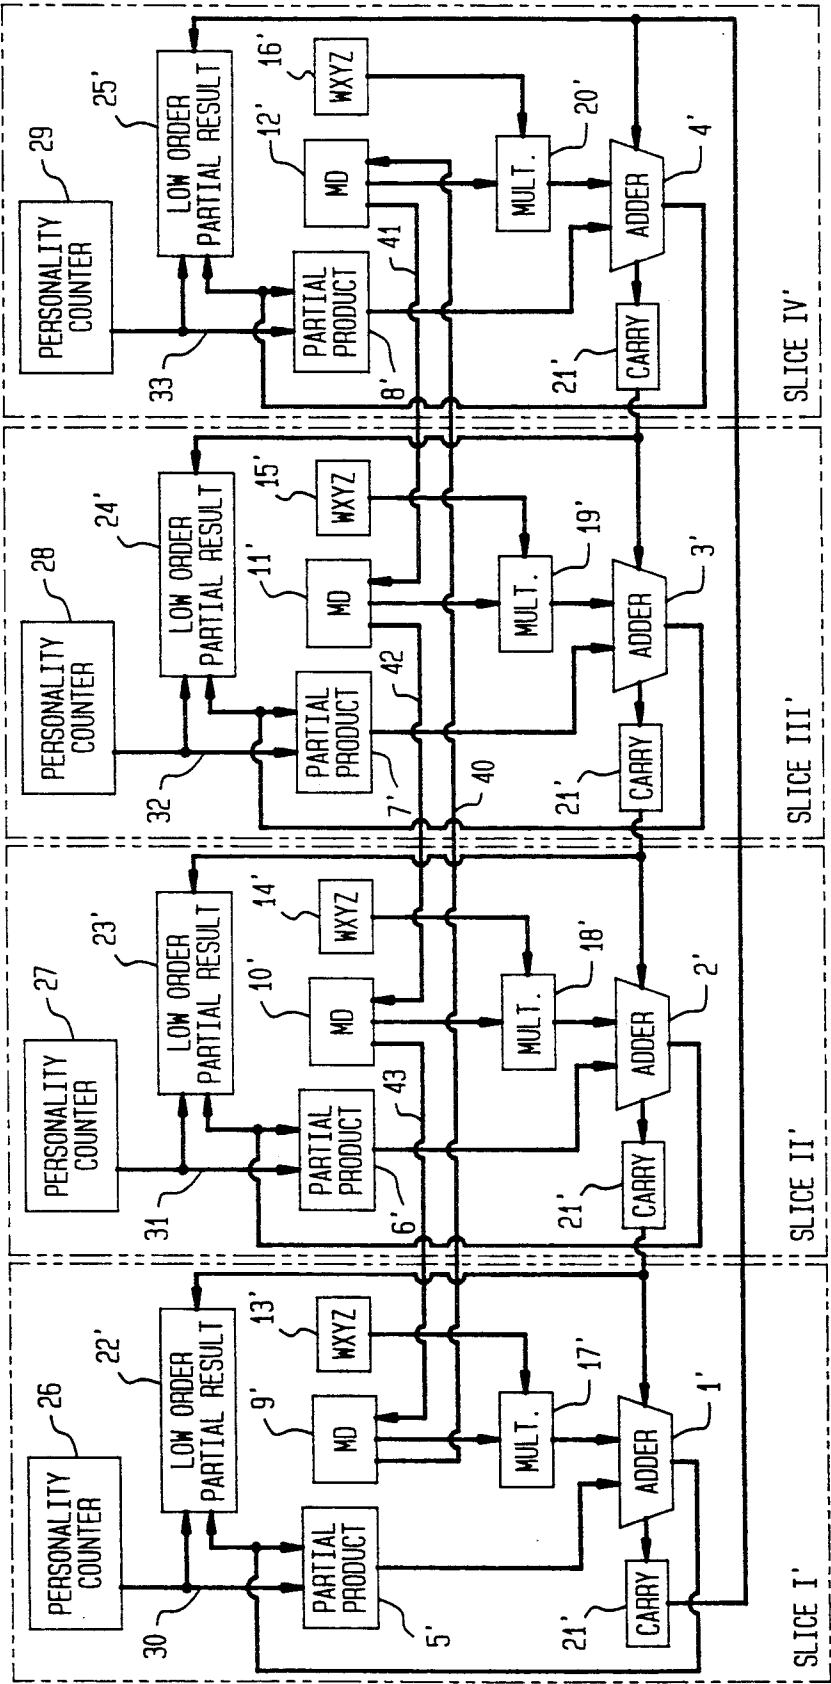 26
PERSONALITY
COUNTER
30
22'
LOW ORDER
PARTIAL RESULT
PARTIAL
PRODUCT
5'
9'
MD
13'
WXYZ
MULT.
17'
ADDER
1'
21'
CARRY
SLICE I'
27
PERSONALITY
COUNTER
31
23'
LOW ORDER
PARTIAL RESULT
PARTIAL
PRODUCT
6'
43
10'
MD
14'
WXYZ
MULT.
18'
ADDER
2'
21'
CARRY
SLICE II'
28
PERSONALITY
COUNTER
32
24'
LOW ORDER
PARTIAL RESULT
PARTIAL
PRODUCT
7'
42
40
11'
MD
15'
WXYZ
MULT.
19'
ADDER
3'
21'
CARRY
SLICE III'
29
PERSONALITY
COUNTER
33
25'
LOW ORDER
PARTIAL RESULT
PARTIAL
PRODUCT
8'
41
12'
MD
16'
WXYZ
MULT.
20'
ADDER
4'
21'
CARRY
SLICE IV'